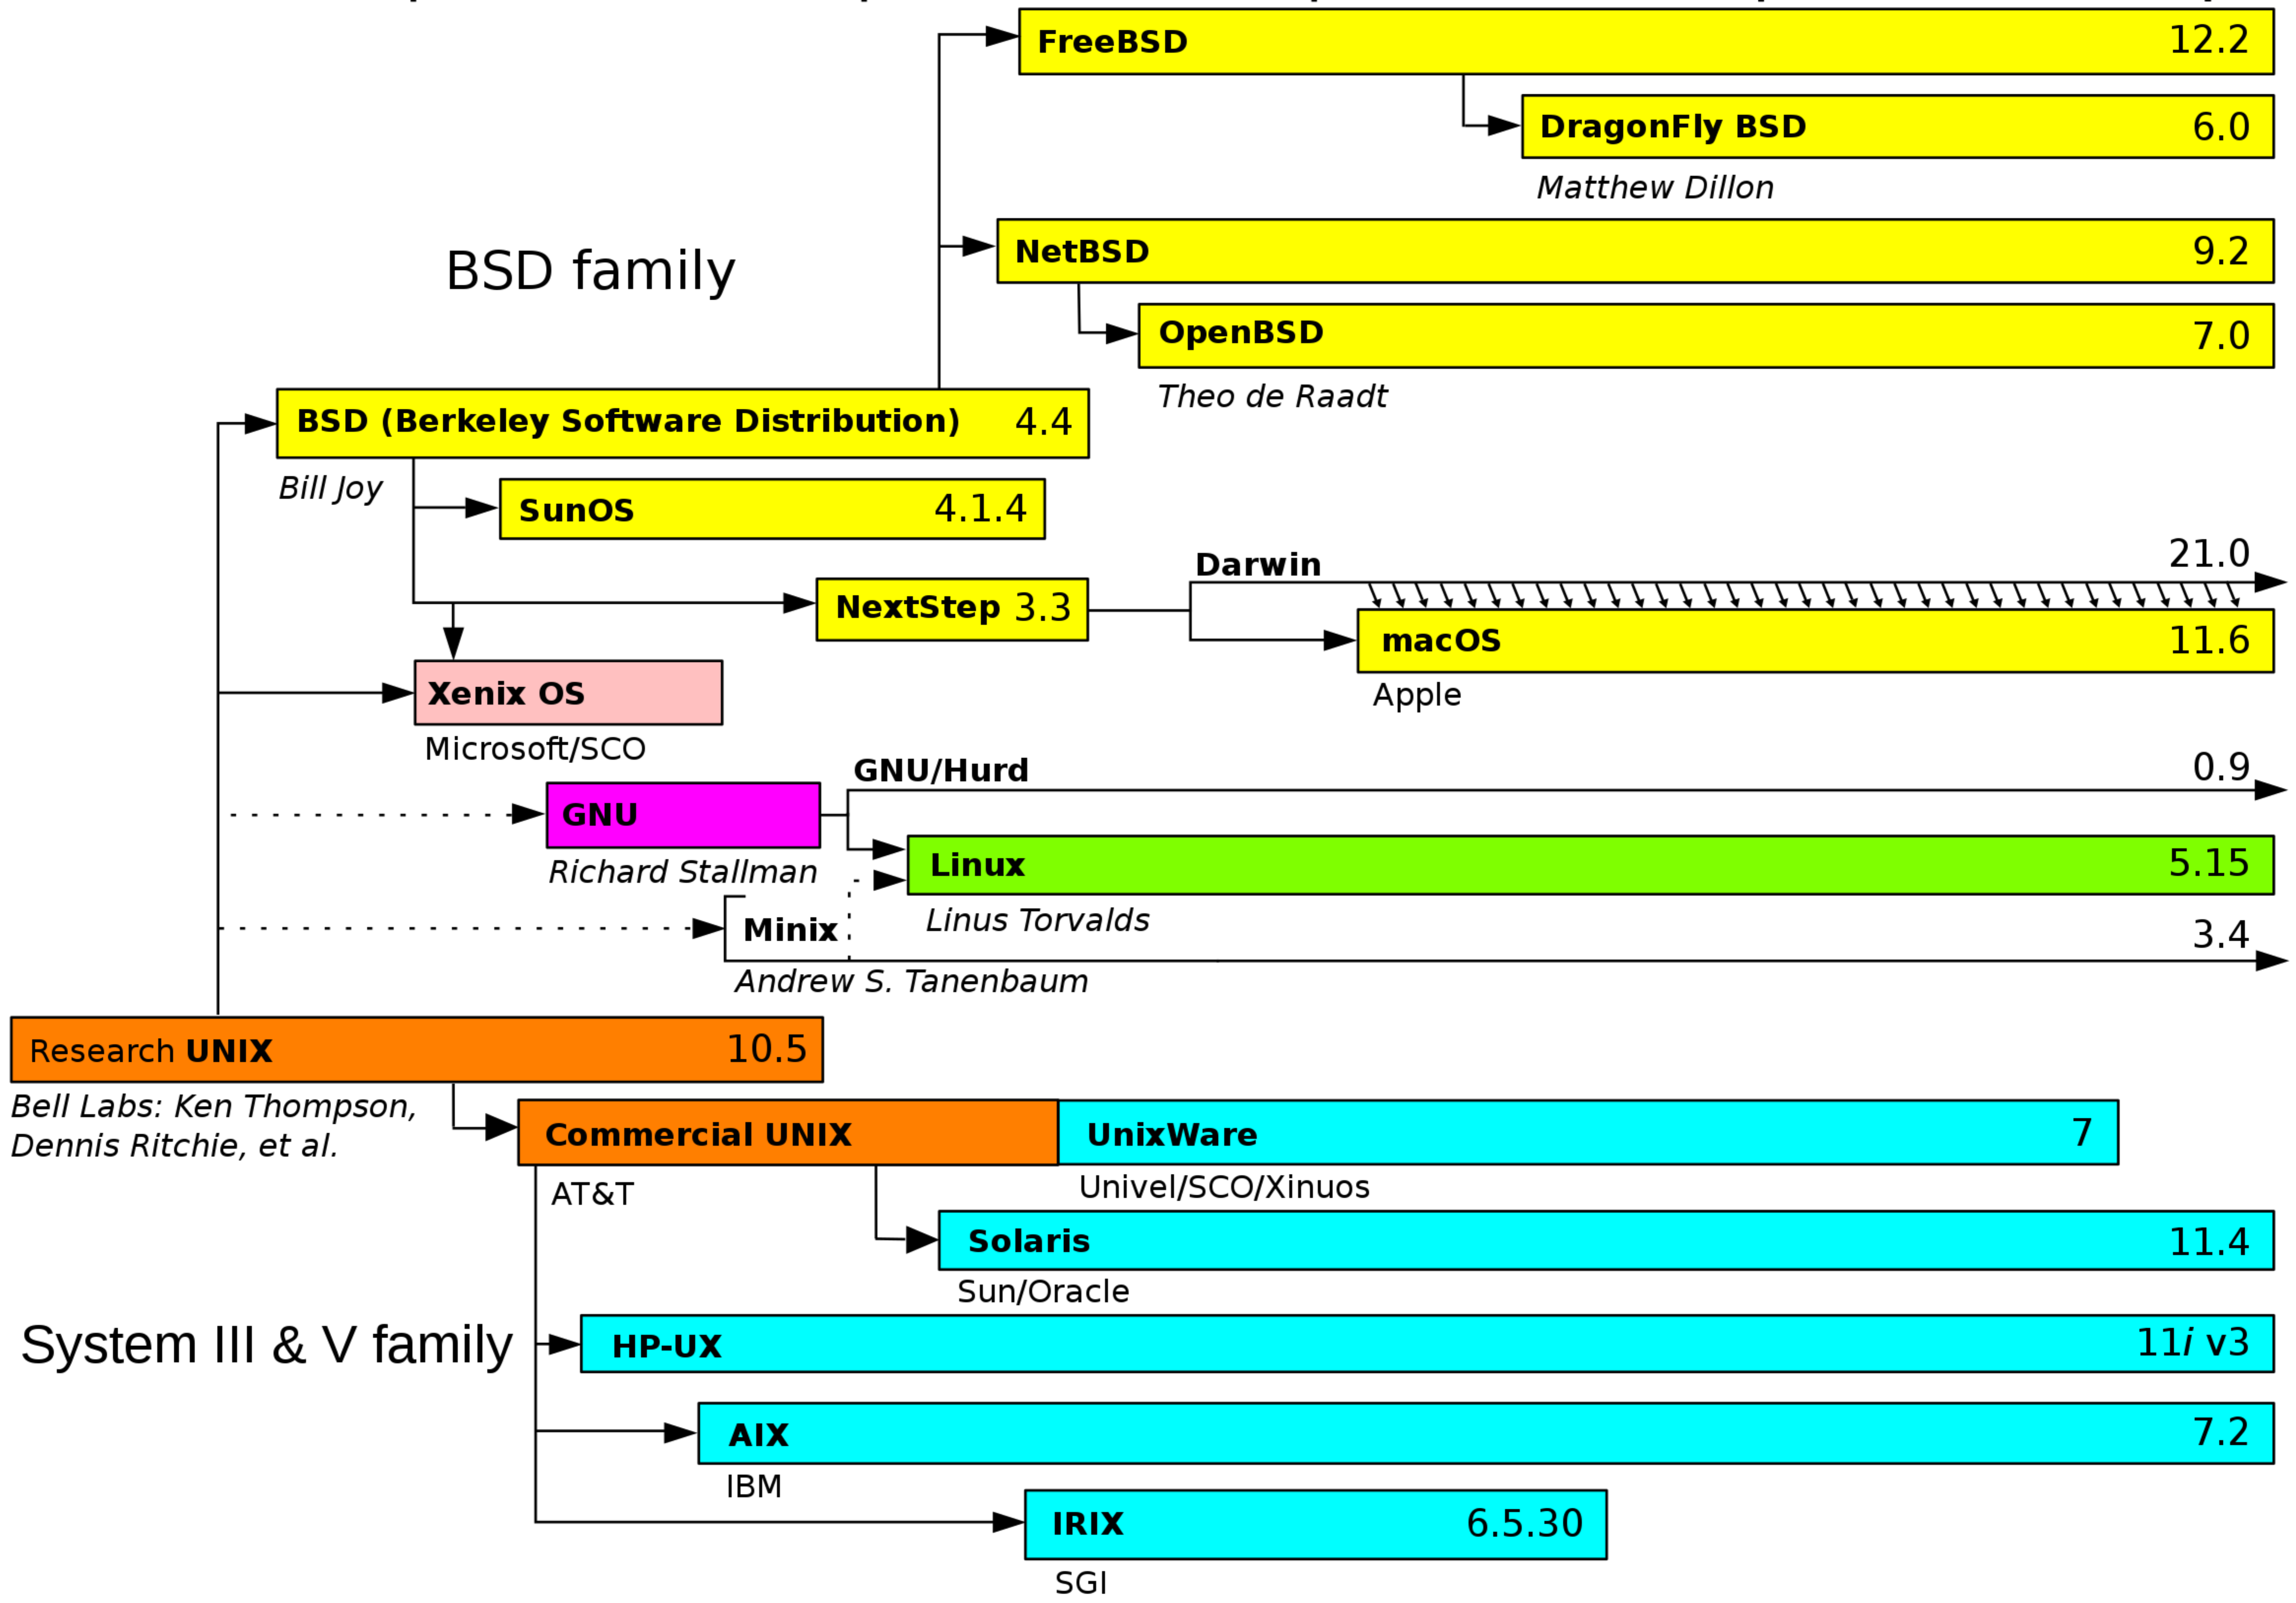 FreeBSD 12.2
DragonFly BSD 6.0
Matthew Dillon
NetBSD 9.2
BSD family
OpenBSD 7.0
Theo de Raadt
BSD (Berkeley Software Distribution) 4.4
Bill Joy
SunOS 4.1.4
Darwin 21.0
NextStep 3.3
macOS 11.6
Apple
Xenix OS
Microsoft/SCO
GNU/Hurd 0.9
GNU
Richard Stallman
Linux 5.15
Linus Torvalds
Minix 3.4
Andrew S. Tanenbaum
Research UNIX 10.5
Bell Labs: Ken Thompson,
Dennis Ritchie, et al.
Commercial UNIX
UnixWare 7
AT&T
Univel/SCO/Xinuos
Solaris 11.4
Sun/Oracle
System III & V family
HP-UX 11i v3
AIX 7.2
IBM
IRIX 6.5.30
SGI